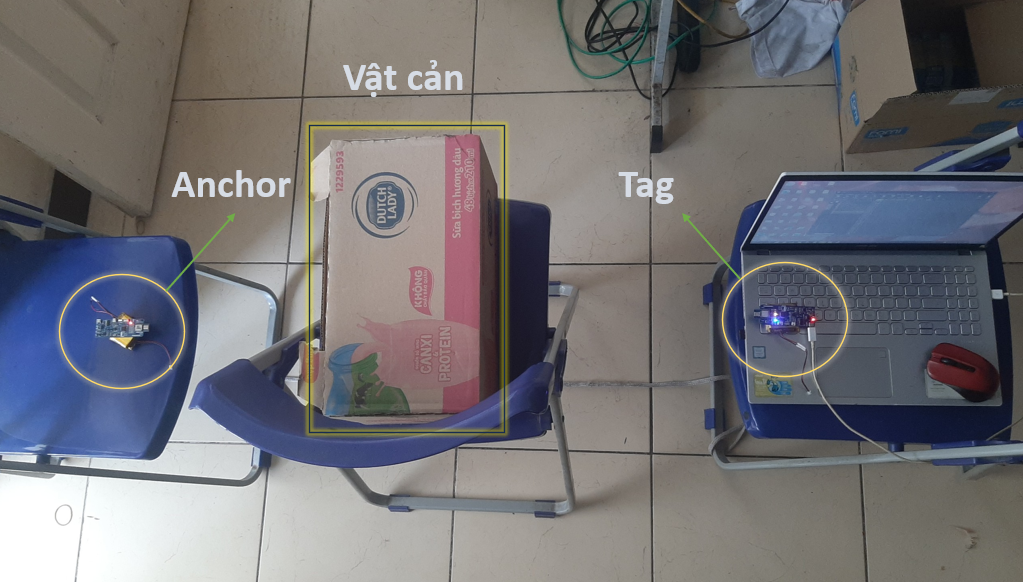 Vật cản
Anchor
Tag
1229593
DUTCH
LADY
Sữa bịch hương dâu
KHÔNG
CANXI
PROTEIN